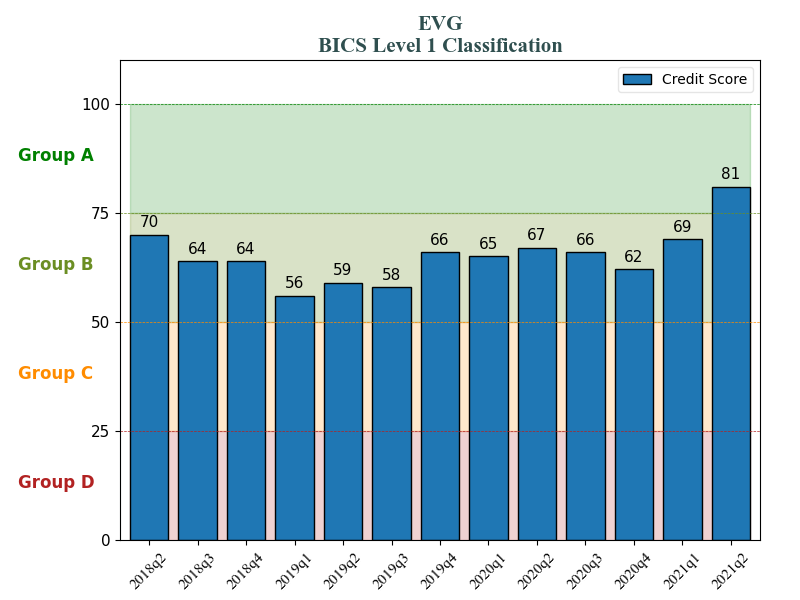 EVG
BICS Level 1 Classification
Credit Score
100
Group A
81
75
70
64
64
56
59
58
66
65
67
66
62
69
Group B
50
Group C
25
Group D
0
2018q2
2018q3
2018q4
2019q1
2019q2
2019q3
2019q4
2020q1
2020q2
2020q3
2020q4
2021q1
2021q2